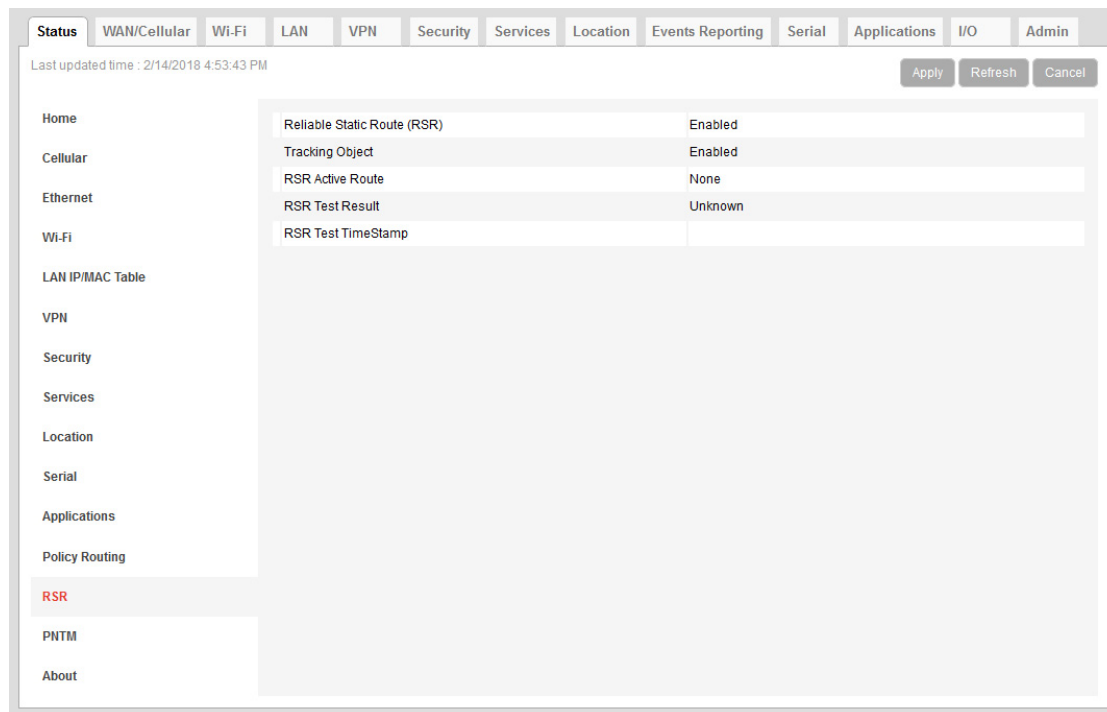 Status WAN/Cellular Wi-Fi LAN VPN Security Services Location Events Reporting Serial Applications I/O Admin
Last updated time : 2/14/2018 4:53:43 PM
Apply Refresh Cancel
Home
Cellular
Ethernet
Wi-Fi
LAN IP/MAC Table
VPN
Security
Services
Location
Serial
Applications
Policy Routing
RSR
PNTM
About
Reliable Static Route (RSR) Enabled
Tracking Object Enabled
RSR Active Route None
RSR Test Result Unknown
RSR Test TimeStamp